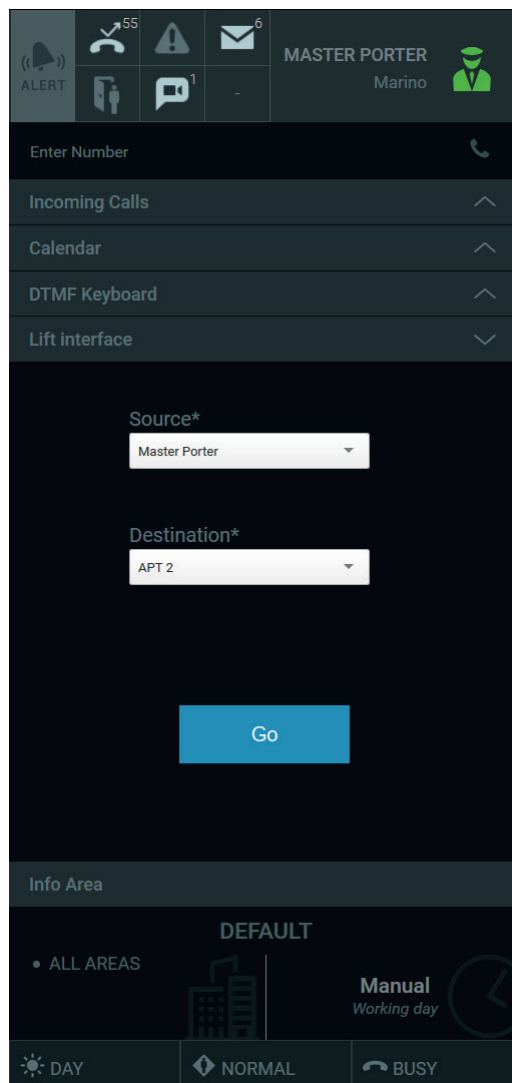 55
6
MASTER PORTER
Marino
ALERT
1
-
Enter Number
Incoming Calls
Calendar
DTMF Keyboard
Lift interface
Source*
Master Porter
Destination*
APT 2
Go
Info Area
DEFAULT
• ALL AREAS
Manual
Working day
DAY
NORMAL
BUSY